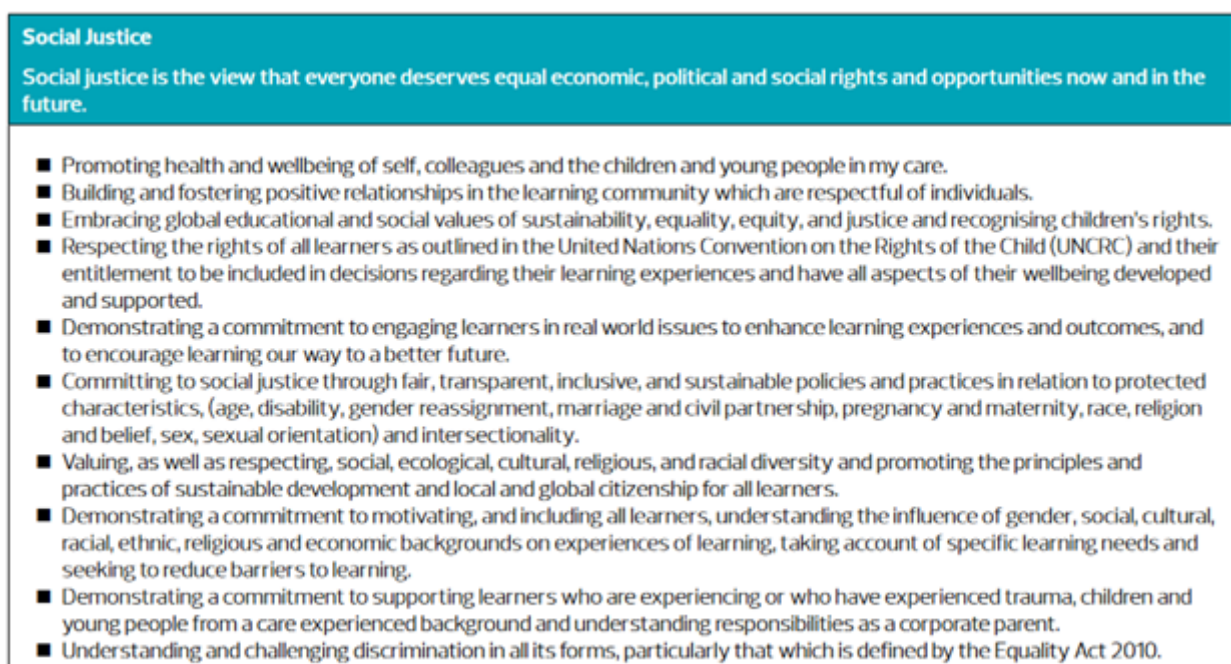 Social Justice
Social justice is the view that everyone deserves equal economic, political and social rights and opportunities now and in the
future.
■ Promoting health and wellbeing of self, colleagues and the children and young people in my care.
■ Building and fostering positive relationships in the learning community which are respectful of individuals.
■ Embracing global educational and social values of sustainability, equality, equity, and justice and recognising children's rights.
■ Respecting the rights of all learners as outlined in the United Nations Convention on the Rights of the Child (UNCRC) and their
entitlement to be included in decisions regarding their learning experiences and have all aspects of their wellbeing developed
and supported.
■ Demonstrating a commitment to engaging learners in real world issues to enhance learning experiences and outcomes, and
to encourage learning our way to a better future.
■ Committing to social justice through fair, transparent, inclusive, and sustainable policies and practices in relation to protected
characteristics, (age, disability, gender reassignment, marriage and civil partnership, pregnancy and maternity, race, religion
and belief, sex, sexual orientation) and intersectionality.
■ Valuing, as well as respecting, social, ecological, cultural, religious, and racial diversity and promoting the principles and
practices of sustainable development and local and global citizenship for all learners.
■ Demonstrating a commitment to motivating, and including all learners, understanding the influence of gender, social, cultural,
racial, ethnic, religious and economic backgrounds on experiences of learning, taking account of specific learning needs and
seeking to reduce barriers to learning.
■ Demonstrating a commitment to supporting learners who are experiencing or who have experienced trauma, children and
young people from a care experienced background and understanding responsibilities as a corporate parent.
■ Understanding and challenging discrimination in all its forms, particularly that which is defined by the Equality Act 2010.